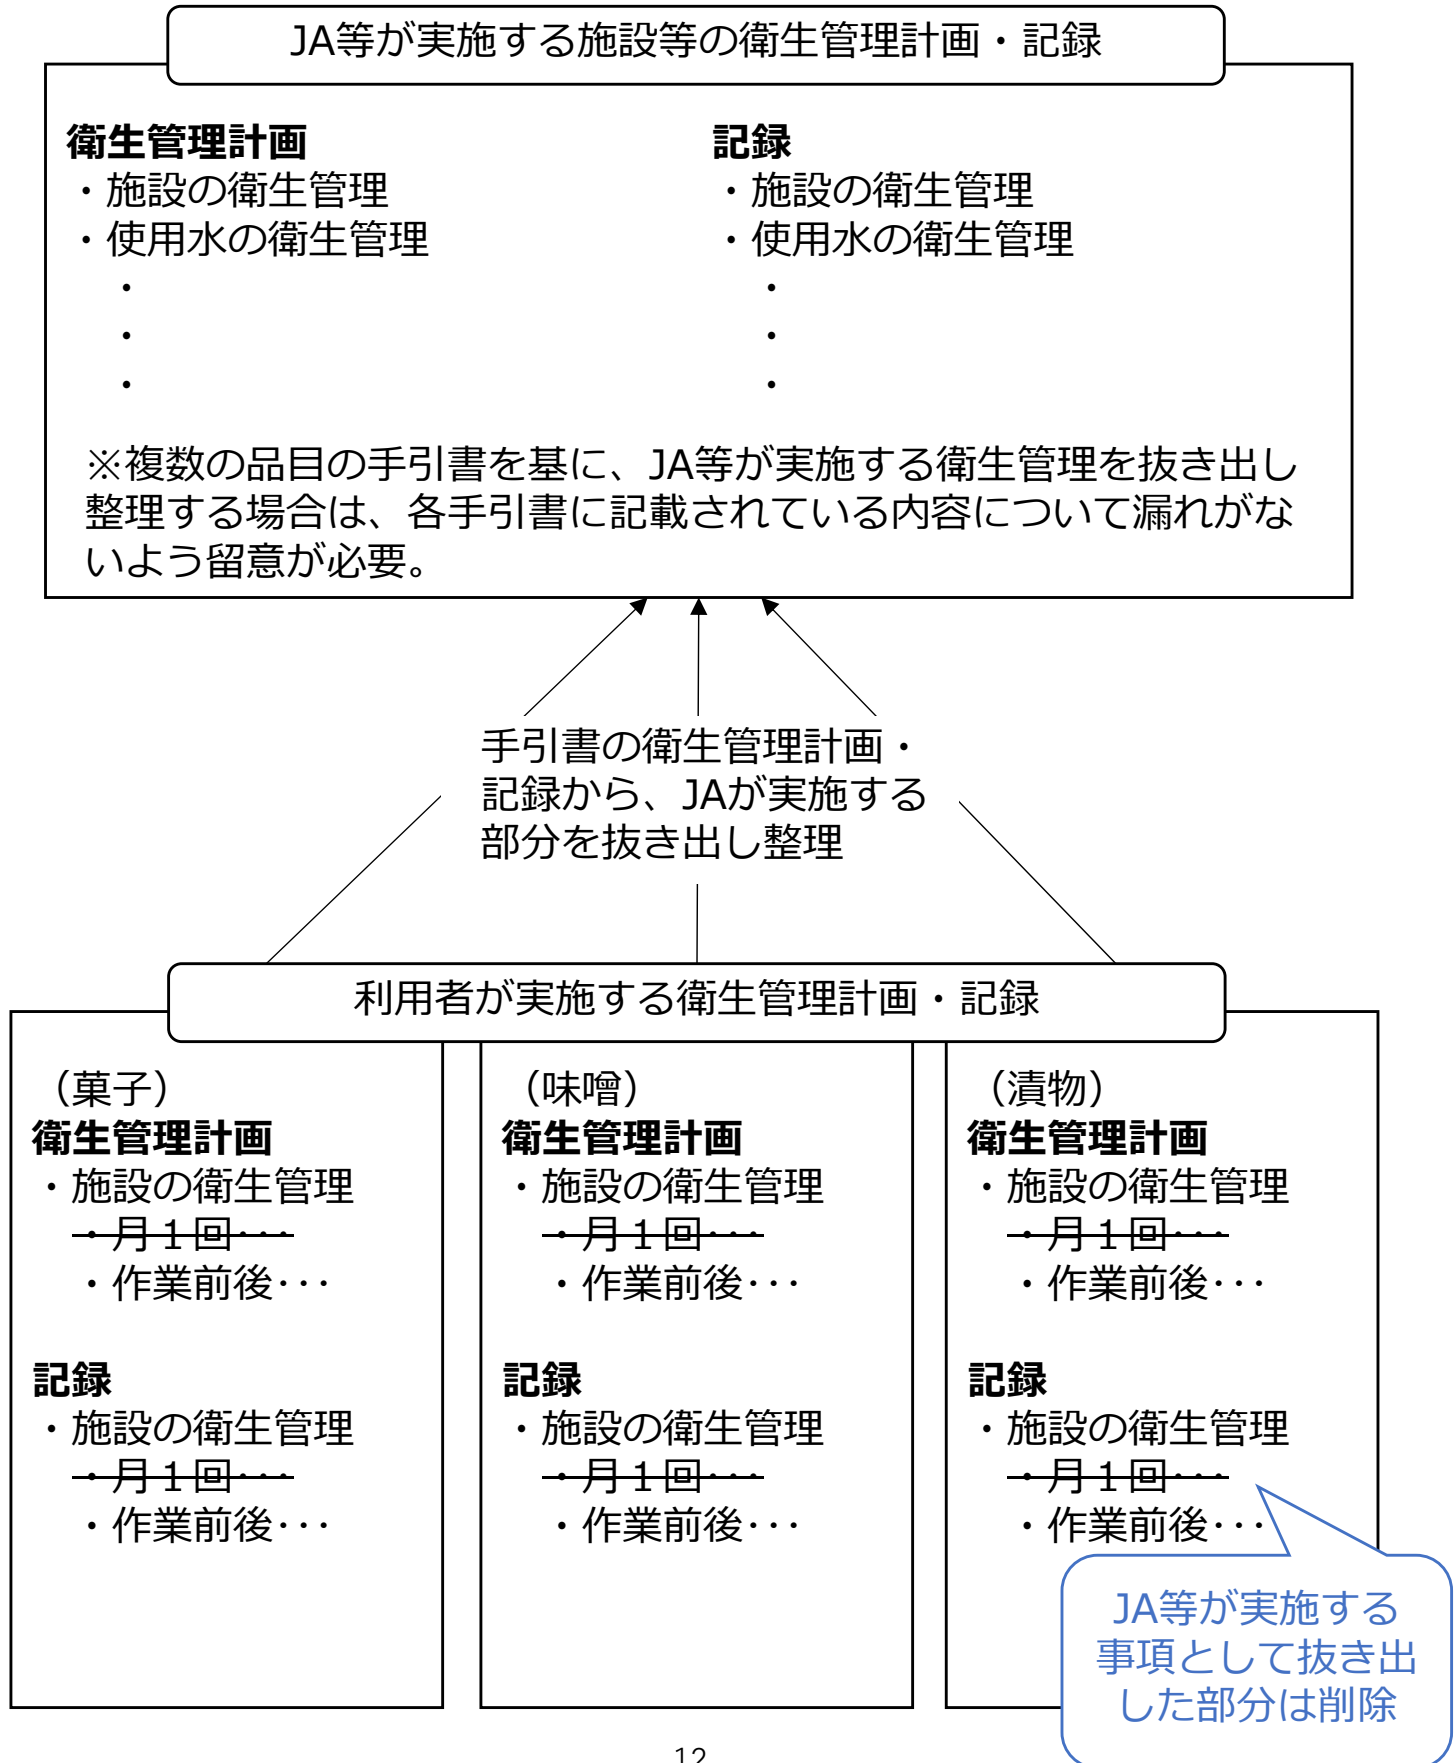 JA等が実施する施設等の衛生管理計画・記録
衛生管理計画
・施設の衛生管理
・使用水の衛生管理
・
・
・
記録
・施設の衛生管理
・使用水の衛生管理
・
・
・
※複数の品目の手引書を基に、JA等が実施する衛生管理を抜き出し
整理する場合は、各手引書に記載されている内容について漏れがな
いよう留意が必要。
手引書の衛生管理計画・
記録から、JAが実施する
部分を抜き出し整理
利用者が実施する衛生管理計画・記録
（菓子）
衛生管理計画
・施設の衛生管理
・月１回･･･
・作業前後･･･
記録
・施設の衛生管理
・月１回･･･
・作業前後･･･
（味噌）
衛生管理計画
・施設の衛生管理
・月１回･･･
・作業前後･･･
記録
・施設の衛生管理
・月１回･･･
・作業前後･･･
（漬物）
衛生管理計画
・施設の衛生管理
・月１回･･･
・作業前後･･･
記録
・施設の衛生管理
・月１回･･･
・作業前後･･･
JA等が実施する
事項として抜き出
した部分は削除
12